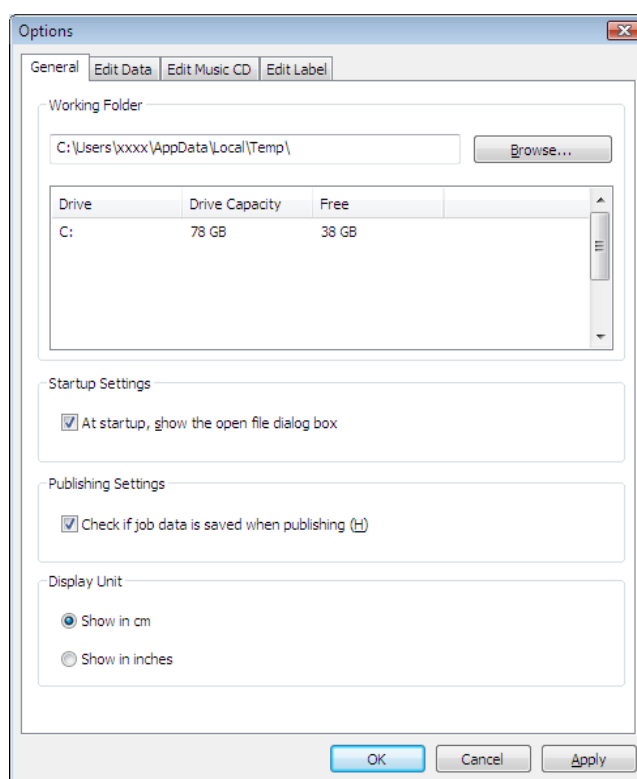 Options
General Edit Data Edit Music CD Edit Label
Working Folder
C:\Users\xxxx\AppData\Local\Temp\ Browse...
Drive Drive Capacity Free
C: 78 GB 38 GB
Startup Settings
At startup, show the open file dialog box
Publishing Settings
Check if job data is saved when publishing (H)
Display Unit
Show in cm
Show in inches
OK Cancel Apply